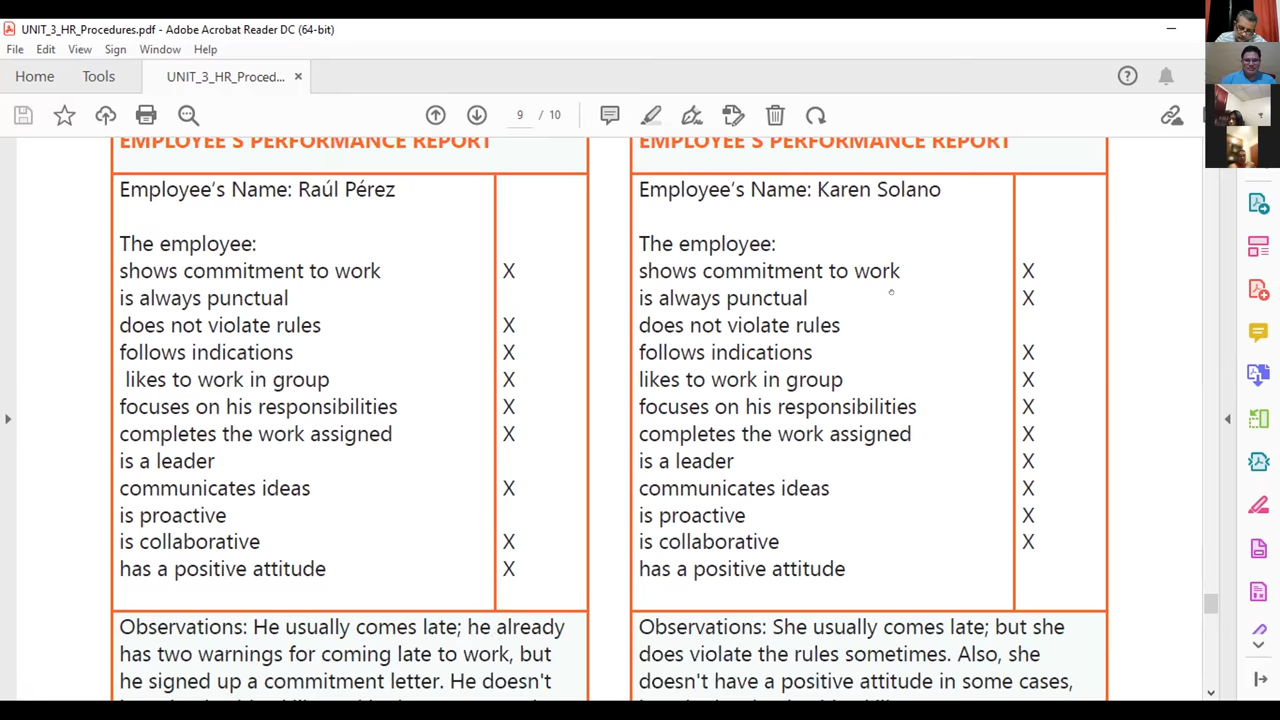 UNIT_3_HR_Procedures.pdf - Adobe Acrobat Reader DC (64-bit)
File Edit View Sign Window Help
Home Tools UNIT_3_HR_Proced... ×
9 / 10
EMPLOYEE'S PERFORMANCE REPORT
Employee's Name: Raúl Pérez
The employee:
shows commitment to work X
is always punctual
does not violate rules X
follows indications X
likes to work in group X
focuses on his responsibilities X
completes the work assigned X
is a leader
communicates ideas X
is proactive
is collaborative X
has a positive attitude X
Observations: He usually comes late; he already
has two warnings for coming late to work, but
he signed up a commitment letter. He doesn't
EMPLOYEE'S PERFORMANCE REPORT
Employee's Name: Karen Solano
The employee:
shows commitment to work X
is always punctual X
does not violate rules
follows indications X
likes to work in group X
focuses on his responsibilities X
completes the work assigned X
is a leader X
communicates ideas X
is proactive X
is collaborative X
has a positive attitude
Observations: She usually comes late; but she
does violate the rules sometimes. Also, she
doesn't have a positive attitude in some cases,